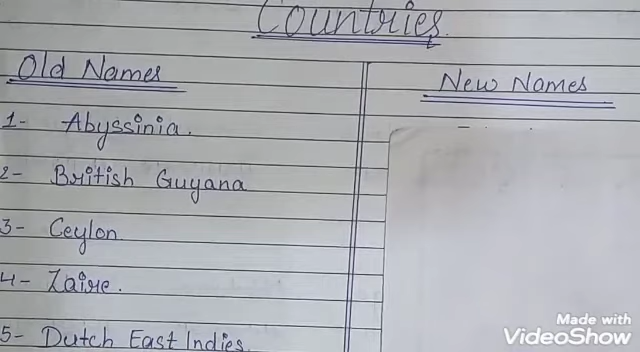 Countries
Old Names
New Names
1- Abyssinia.
2- British Guyana
3- Ceylon
4- Zaire.
5- Dutch East Indies
Made with
VideoShow